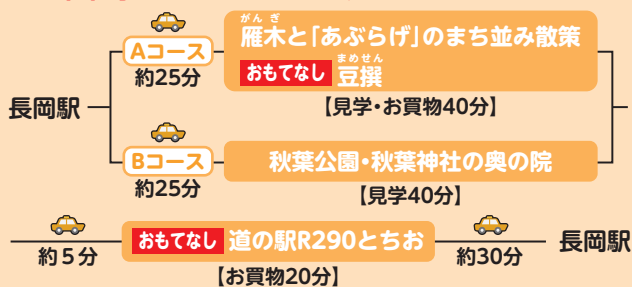 がんぎ
Aコース
雁木と「あぶらげ」のまち並み散策
約25分
おもてなし
まめせん
豆撰
長岡駅
【見学・お買物40分】
Bコース
秋葉公園・秋葉神社の奥の院
約25分
【見学40分】
約5分
おもてなし 道の駅R290とちお
約30分
長岡駅
【お買物20分】